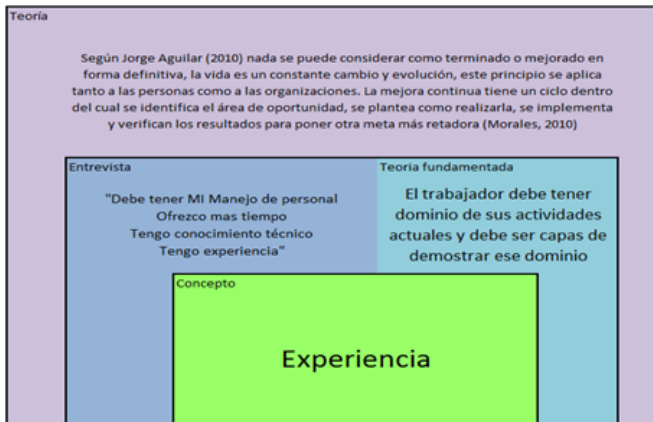 Teoría
Según Jorge Aguilar (2010) nada se puede considerar como terminado o mejorado en
forma definitiva, la vida es un constante cambio y evolución, este principio se aplica
tanto a las personas como a las organizaciones. La mejora continua tiene un ciclo dentro
del cual se identifica el área de oportunidad, se plantea como realizarla, se implementa
y verifican los resultados para poner otra meta más retadora (Morales, 2010)
Entrevista
"Debe tener MI Manejo de personal
Ofrezco mas tiempo
Tengo conocimiento técnico
Tengo experiencia"
Teoria fundamentada
El trabajador debe tener
dominio de sus actividades
actuales y debe ser capas de
demostrar ese dominio
Concepto
Experiencia